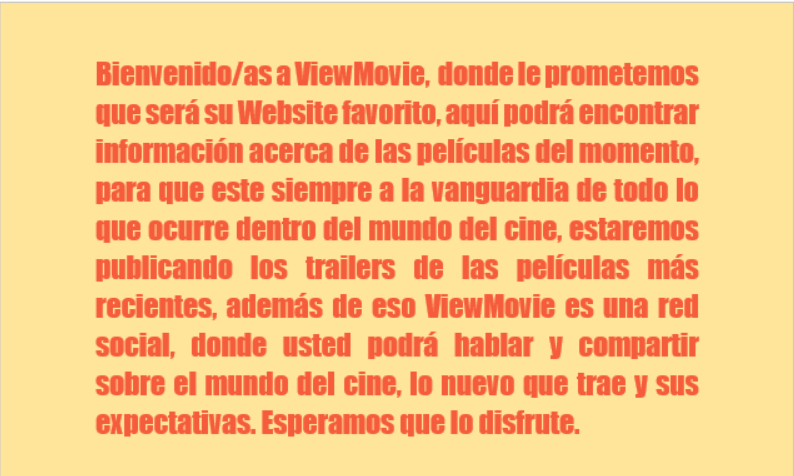 Bienvenido/as a ViewMovie, donde le prometemos
que será su Website favorito, aquí podrá encontrar
información acerca de las películas del momento,
para que este siempre a la vanguardia de todo lo
que ocurre dentro del mundo del cine, estaremos
publicando los trailers de las películas más
recientes, además de eso ViewMovie es una red
social, donde usted podrá hablar y compartir
sobre el mundo del cine, lo nuevo que trae y sus
expectativas. Esperamos que lo disfrute.